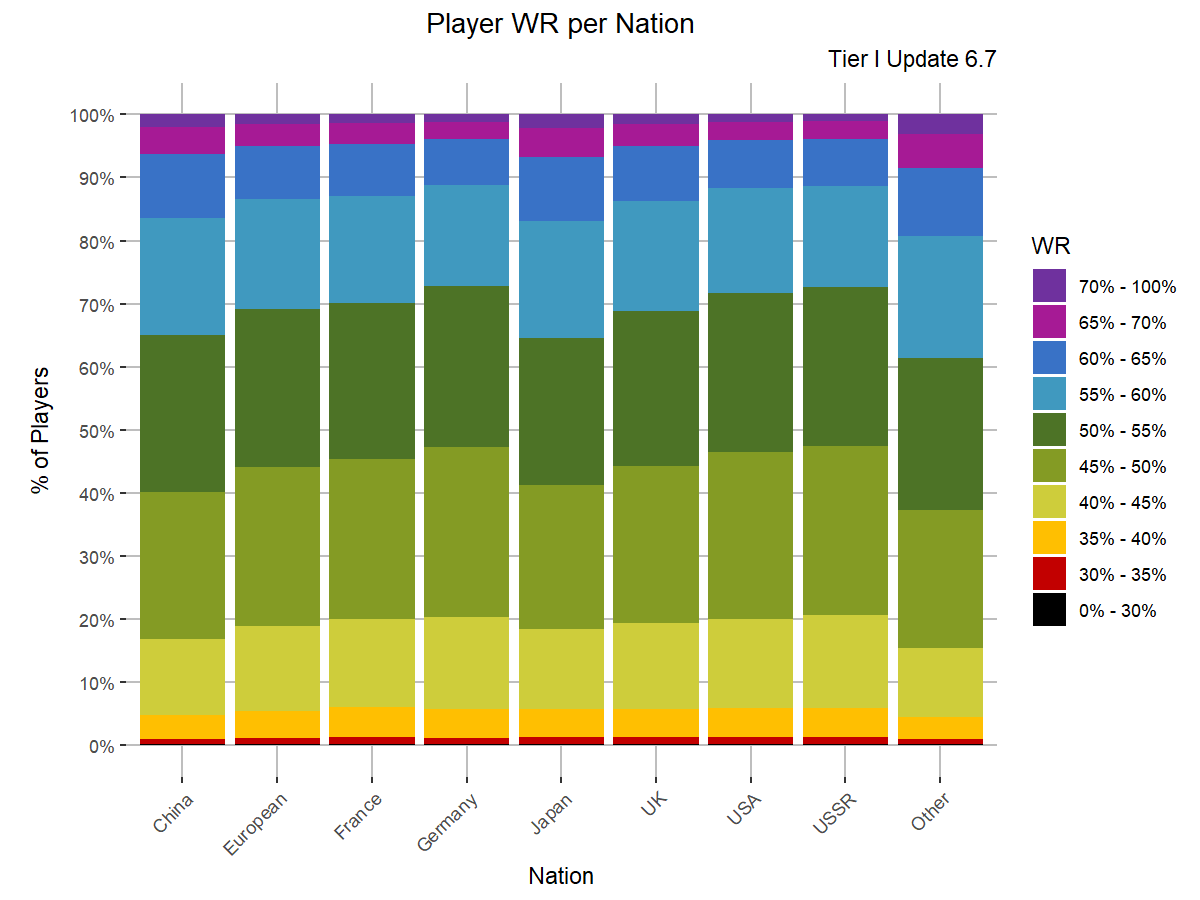 Player WR per Nation
Tier I Update 6.7
% of Players
100%
90%
80%
70%
60%
50%
40%
30%
20%
10%
0%
China
European
France
Germany
Japan
UK
USA
USSR
Other
Nation
WR
70% - 100%
65% - 70%
60% - 65%
55% - 60%
50% - 55%
45% - 50%
40% - 45%
35% - 40%
30% - 35%
0% - 30%